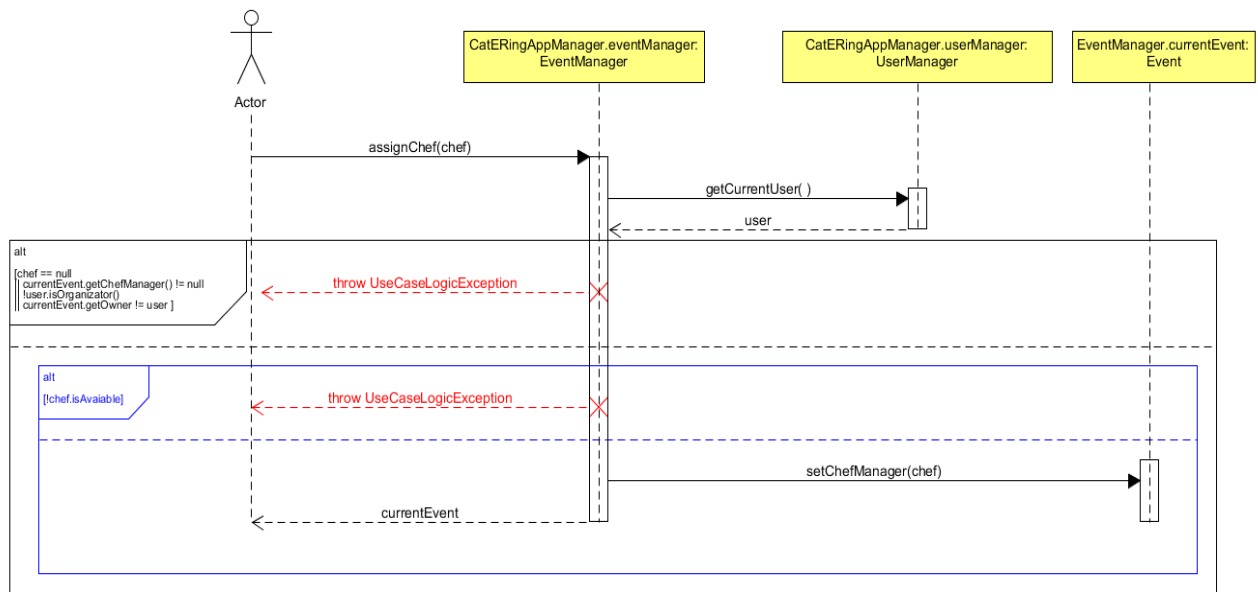 CatERingAppManager.eventManager:
EventManager
CatERingAppManager.userManager:
UserManager
EventManager.currentEvent:
Event
Actor
assignChef(chef)
getCurrentUser( )
user
alt
[chef == null
|| currentEvent.getChefManager() != null
|| !user.isOrganizator()
|| currentEvent.getOwner != user ]
throw UseCaseLogicException
alt
[!chef.isAvaiable]
throw UseCaseLogicException
setChefManager(chef)
currentEvent